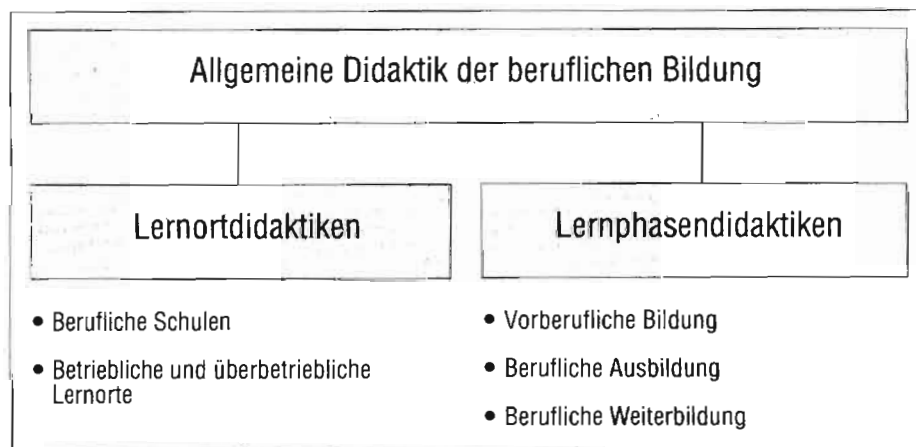 Allgemeine Didaktik der beruflichen Bildung
Lernortdidaktiken
• Berufliche Schulen
• Betriebliche und überbetriebliche
Lernorte
Lernphasendidaktiken
• Vorberufliche Bildung
• Berufliche Ausbildung
• Berufliche Weiterbildung